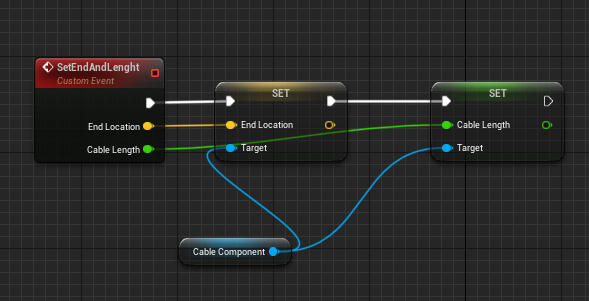 SetEndAndLenght
Custom Event
End Location
Cable Length
SET
End Location
Target
SET
Cable Length
Target
Cable Component